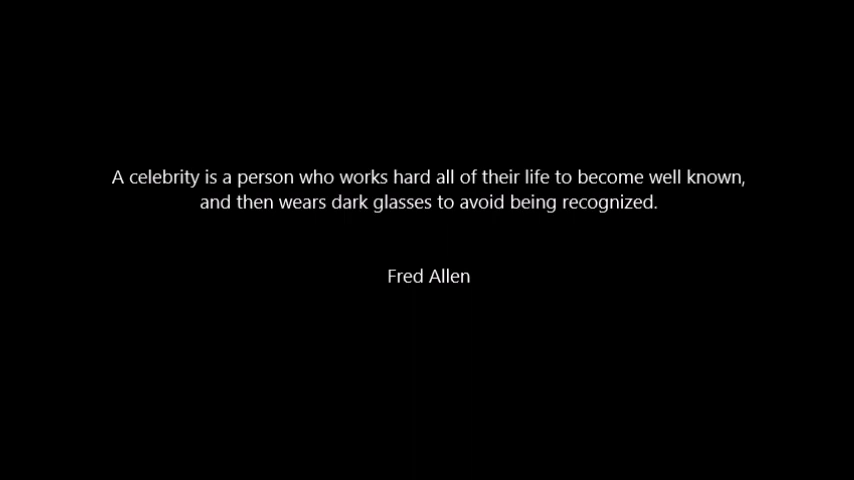 A celebrity is a person who works hard all of their life to become well known,
and then wears dark glasses to avoid being recognized.
Fred Allen